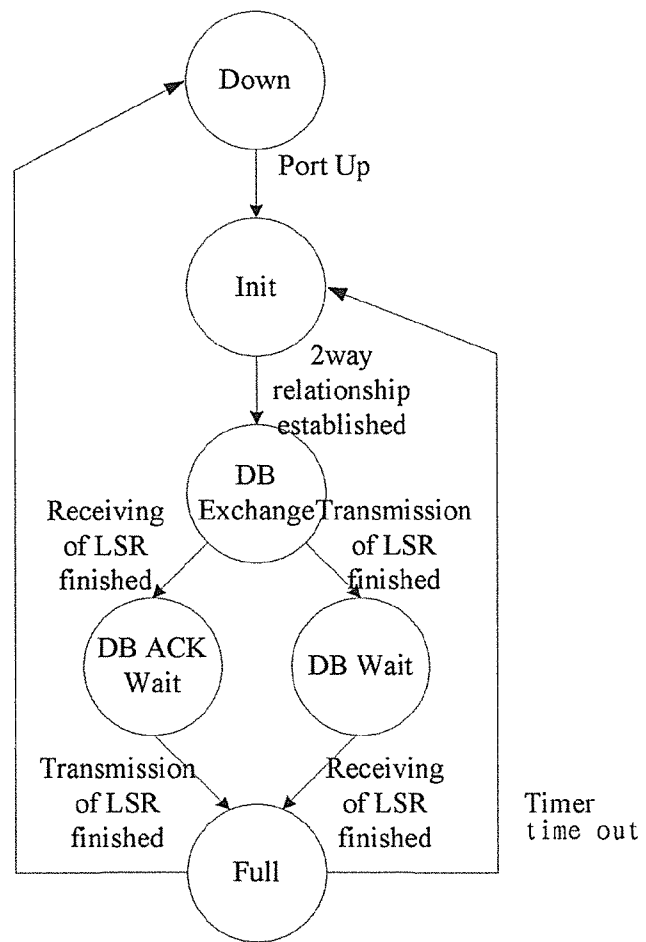 Down
Port Up
Init
2way
relationship
established
DB
Exchange
Receiving
of LSR
finished
Transmission
of LSR
finished
DB ACK
Wait
DB Wait
Transmission
of LSR
finished
Receiving
of LSR
finished
Timer
time out
Full